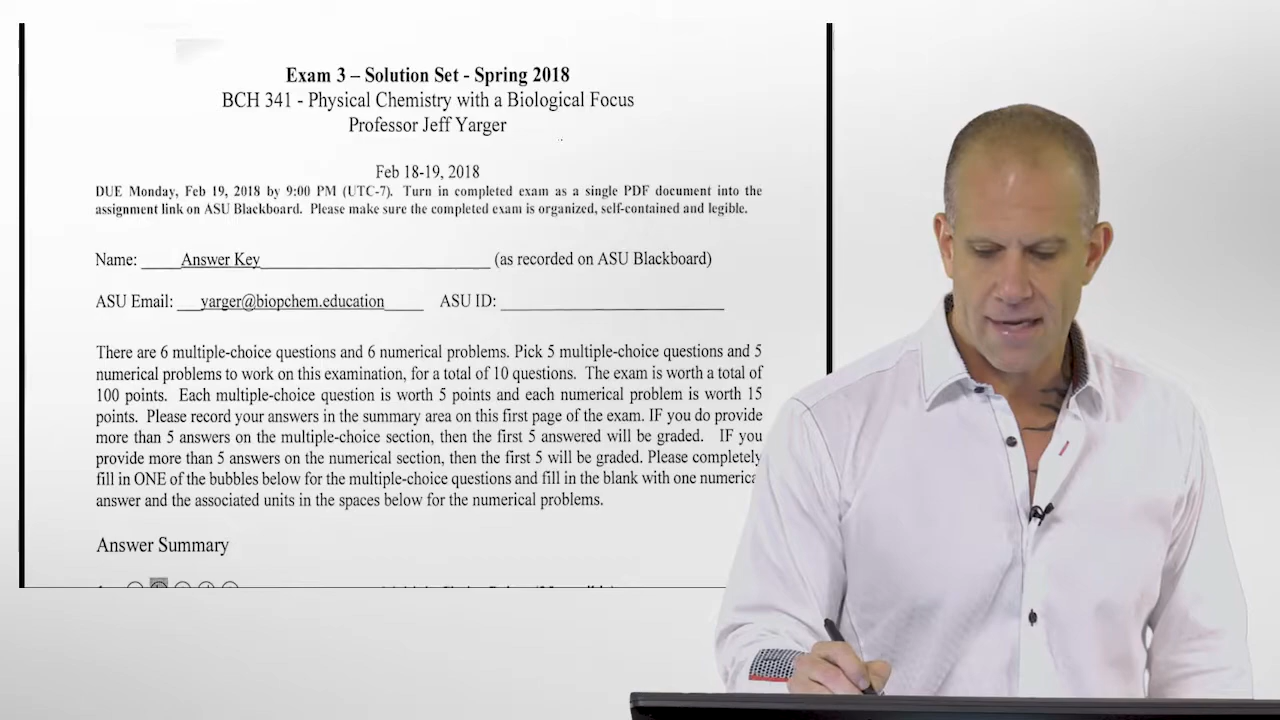 Exam 3 – Solution Set - Spring 2018
BCH 341 - Physical Chemistry with a Biological Focus
Professor Jeff Yarger
Feb 18-19, 2018
DUE Monday, Feb 19, 2018 by 9:00 PM (UTC-7). Turn in completed exam as a single PDF document into the
assignment link on ASU Blackboard. Please make sure the completed exam is organized, self-contained and legible.
Name: _____Answer Key__________________________ (as recorded on ASU Blackboard)
ASU Email: ___yarger@biopchem.education_____ ASU ID: __________________________
There are 6 multiple-choice questions and 6 numerical problems. Pick 5 multiple-choice questions and 5
numerical problems to work on this examination, for a total of 10 questions. The exam is worth a total of
100 points. Each multiple-choice question is worth 5 points and each numerical problem is worth 15
points. Please record your answers in the summary area on this first page of the exam. IF you do provide
more than 5 answers on the multiple-choice section, then the first 5 answered will be graded. IF you
provide more than 5 answers on the numerical section, then the first 5 will be graded. Please completely
fill in ONE of the bubbles below for the multiple-choice questions and fill in the blank with one numerical
answer and the associated units in the spaces below for the numerical problems.
Answer Summary